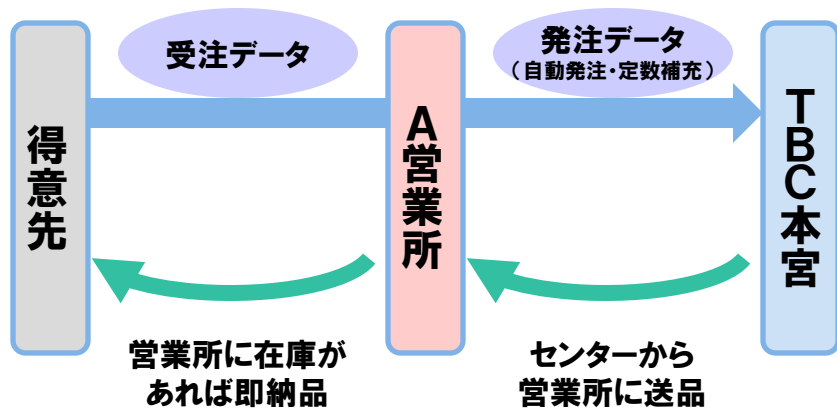 受注データ
発注データ
（自動発注・定数補充）
得意先
A営業所
TBC本宮
営業所に在庫が
あれば即納品
センターから
営業所に送品